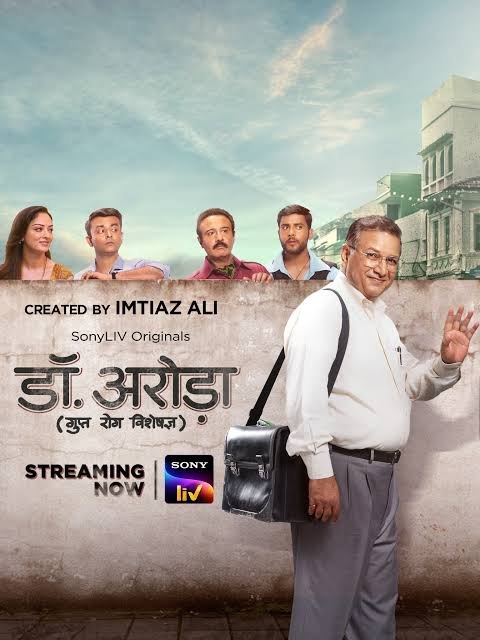 CREATED BY IMTIAZ ALI
SonyLIV Originals
डॉ. अरोड़ा
(गुप्त रोग विशेषज्ञ)
STREAMING
NOW
SONY
liv